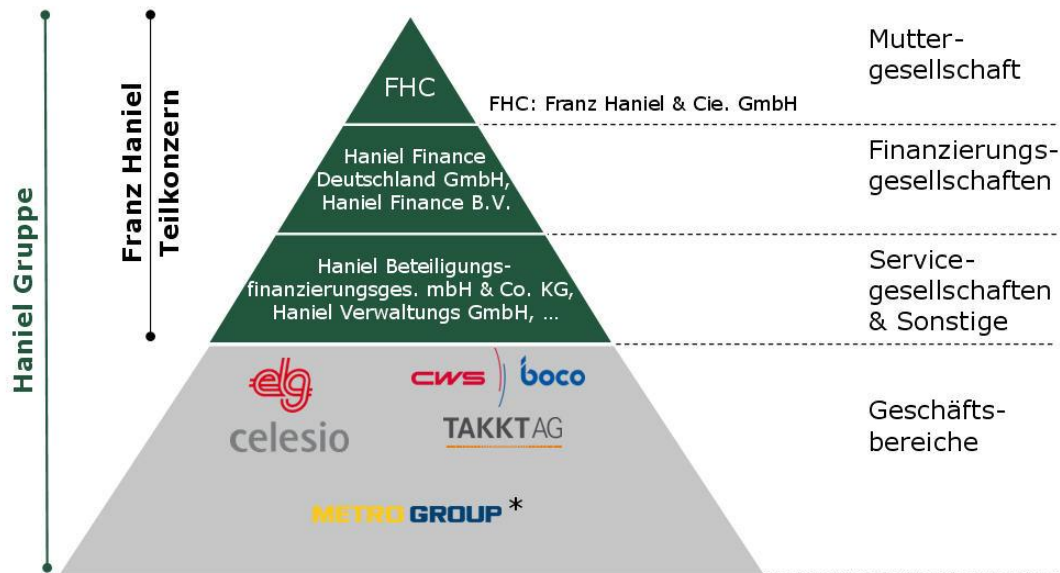 Haniel Gruppe
Franz Haniel
Teilkonzern
FHC
FHC: Franz Haniel & Cie. GmbH
Mutter-
gesellschaft
Haniel Finance
Deutschland GmbH,
Haniel Finance B.V.
Finanzierungs-
gesellschaften
Haniel Beteiligungs-
finanzierungsges. mbH & Co. KG,
Haniel Verwaltungs GmbH, ...
Service-
gesellschaften
& Sonstige
elg
cws boco
celesio
TAKKT AG
METRO GROUP *
Geschäfts-
bereiche